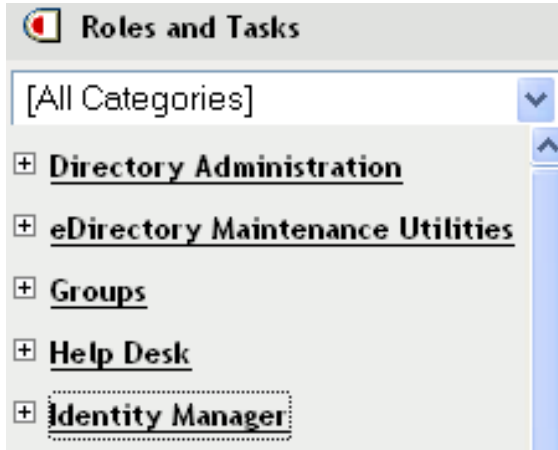 Roles and Tasks
[All Categories]
Directory Administration
eDirectory Maintenance Utilities
Groups
Help Desk
Identity Manager